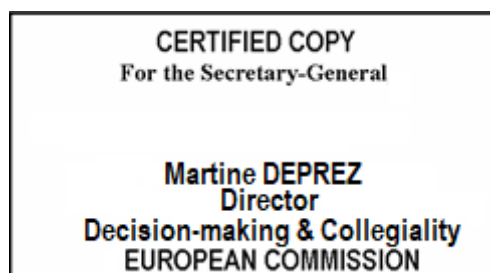 CERTIFIED COPY
For the Secretary-General
Martine DEPREZ
Director
Decision-making & Collegiality
EUROPEAN COMMISSION